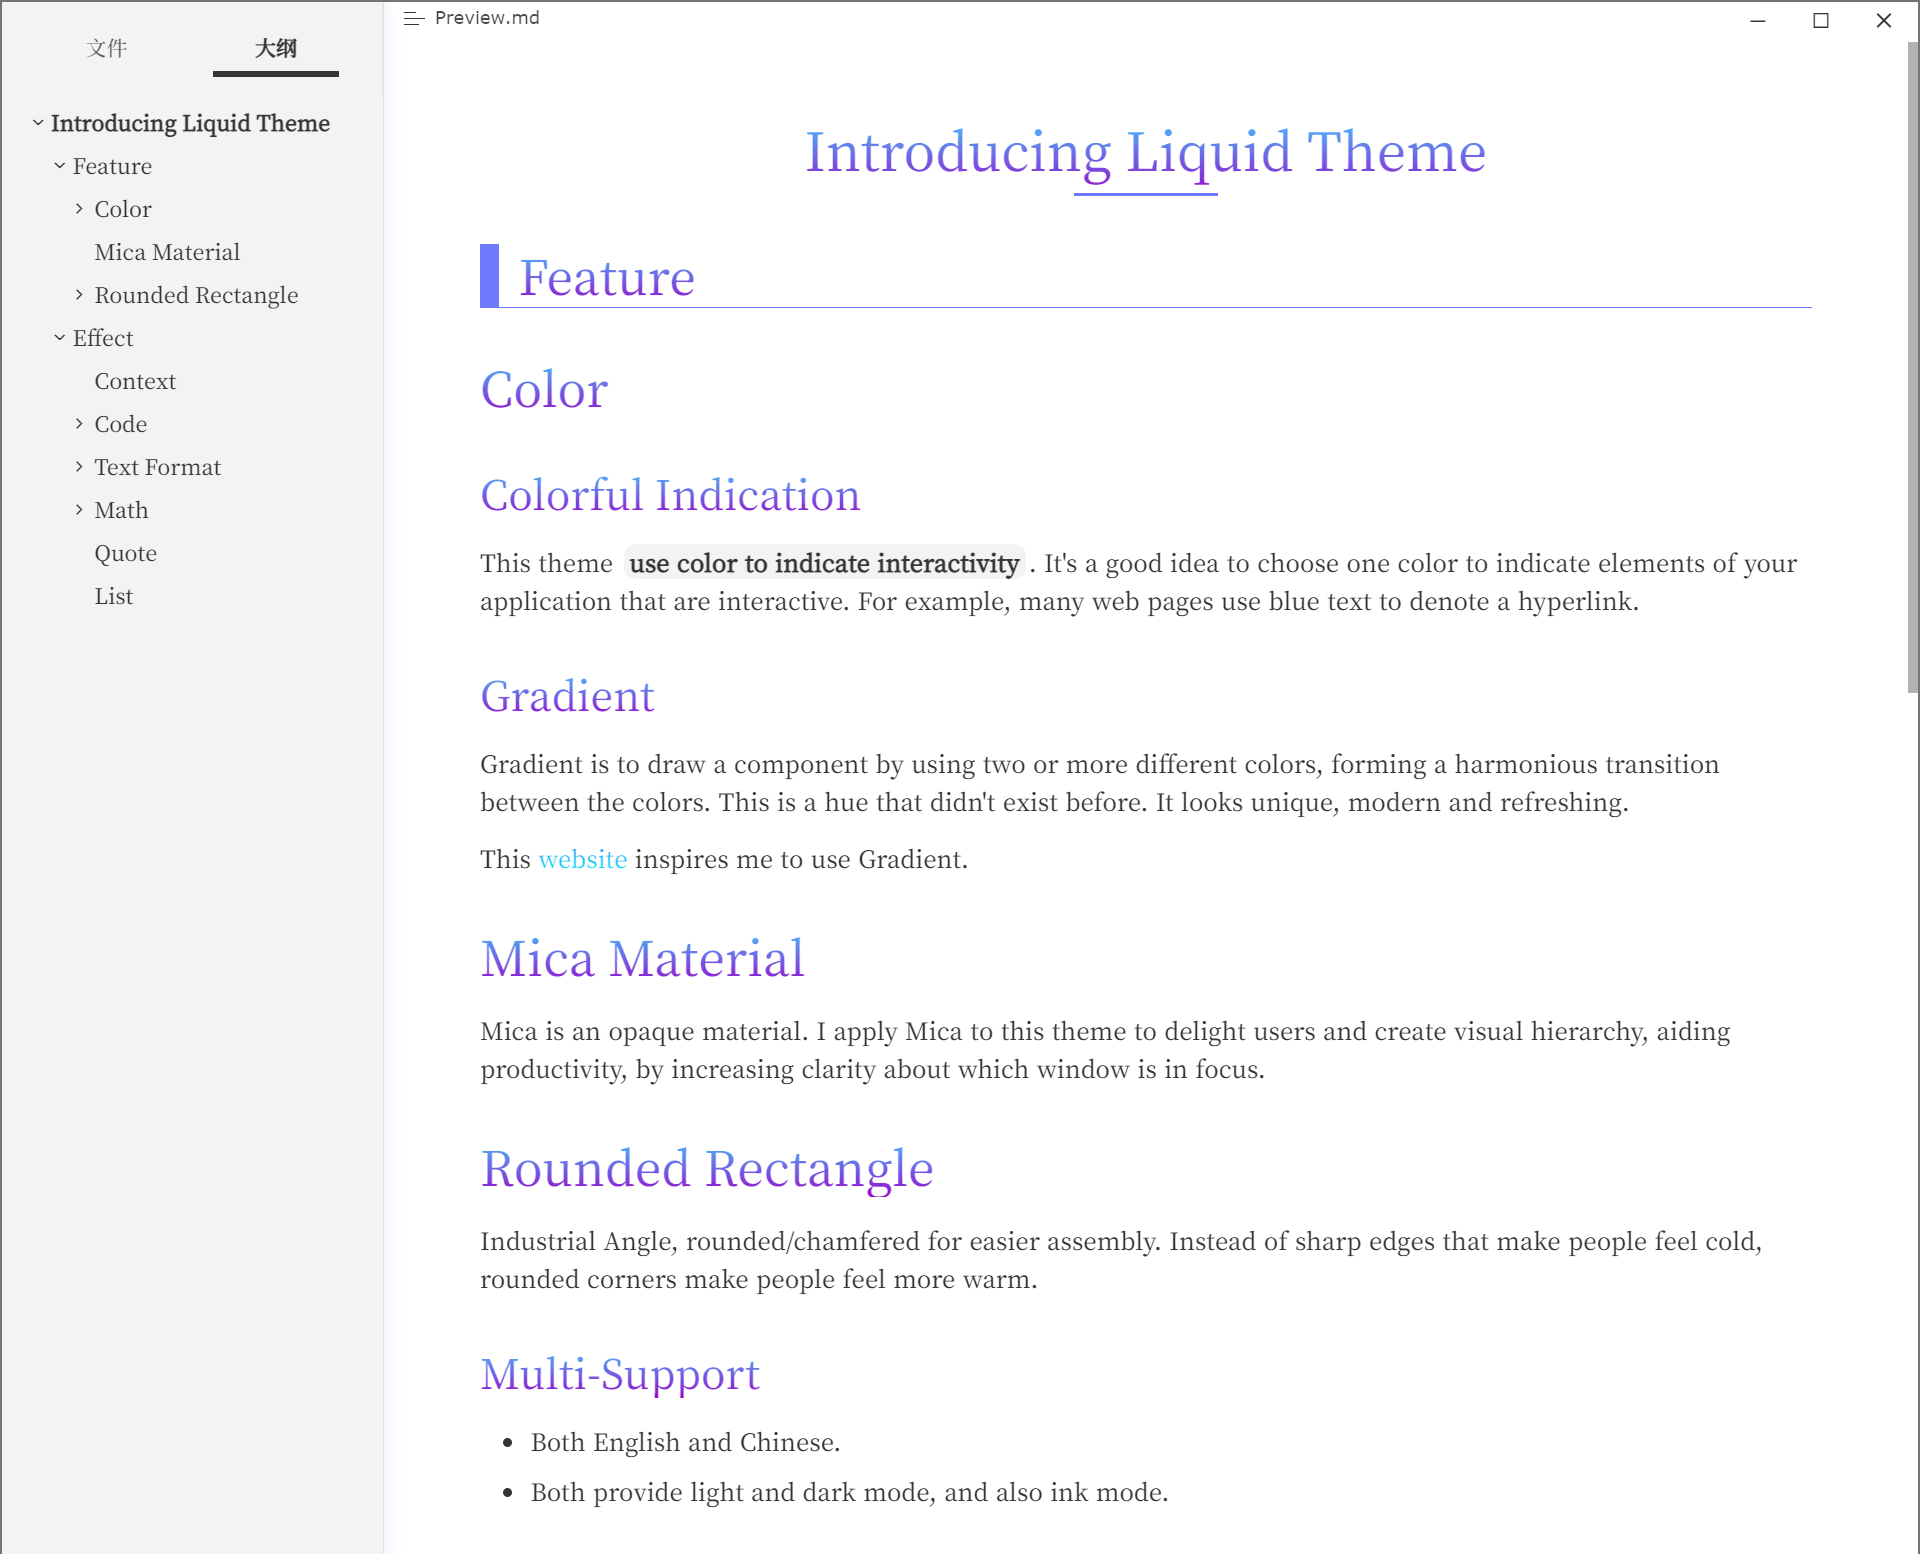 文件
大纲
Introducing Liquid Theme
Feature
Color
Mica Material
Rounded Rectangle
Effect
Context
Code
Text Format
Math
Quote
List
Preview.md
Introducing Liquid Theme
Feature
Color
Colorful Indication
This theme use color to indicate interactivity . It's a good idea to choose one color to indicate elements of your
application that are interactive. For example, many web pages use blue text to denote a hyperlink.
Gradient
Gradient is to draw a component by using two or more different colors, forming a harmonious transition
between the colors. This is a hue that didn't exist before. It looks unique, modern and refreshing.
This website inspires me to use Gradient.
Mica Material
Mica is an opaque material. I apply Mica to this theme to delight users and create visual hierarchy, aiding
productivity, by increasing clarity about which window is in focus.
Rounded Rectangle
Industrial Angle, rounded/chamfered for easier assembly. Instead of sharp edges that make people feel cold,
rounded corners make people feel more warm.
Multi-Support
• Both English and Chinese.
• Both provide light and dark mode, and also ink mode.